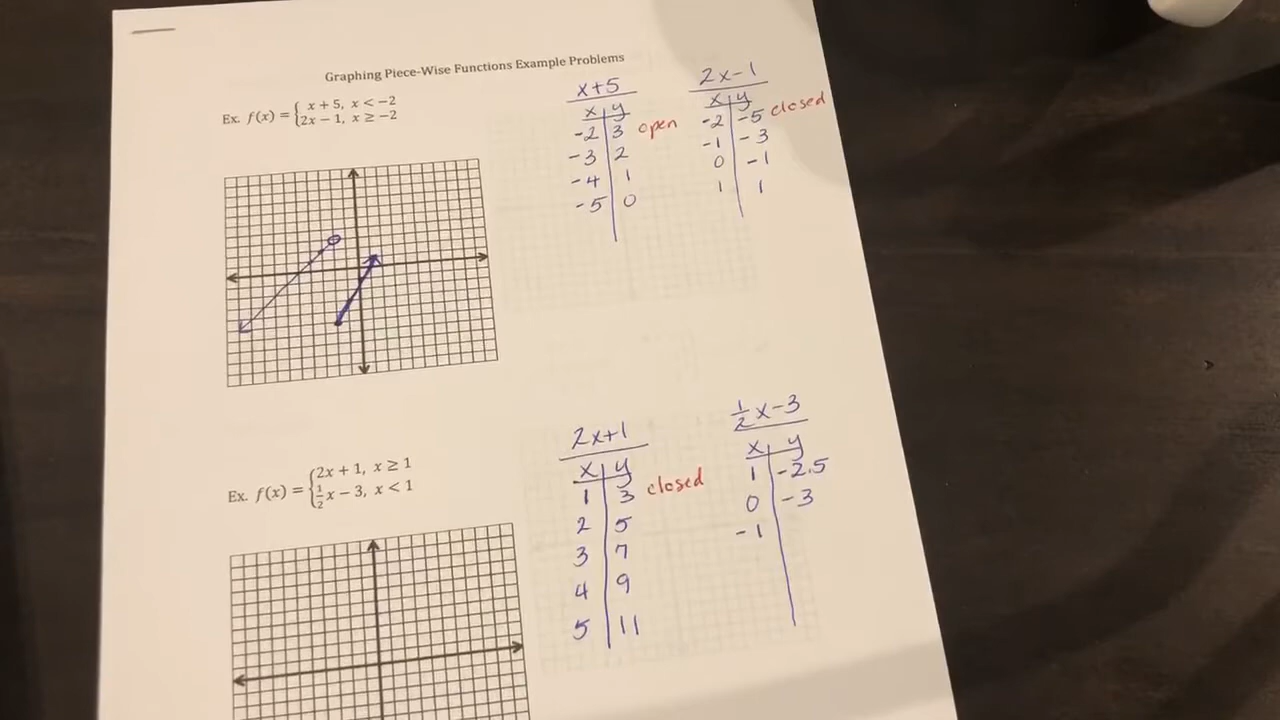 Graphing Piece-Wise Functions Example Problems
Ex. f(x) = { x + 5, x < −2
2x − 1, x ≥ −2
x+5
x y
-2 3 open
-3 2
-4 1
-5 0
2x-1
x y
-2 -5 closed
-1 -3
0 -1
1 1
Ex. f(x) = { 2x + 1, x ≥ 1
1/2 x − 3, x < 1
2x+1
x y
1 3 closed
2 5
3 7
4 9
5 11
1/2 x-3
x y
1 -2.5
0 -3
-1